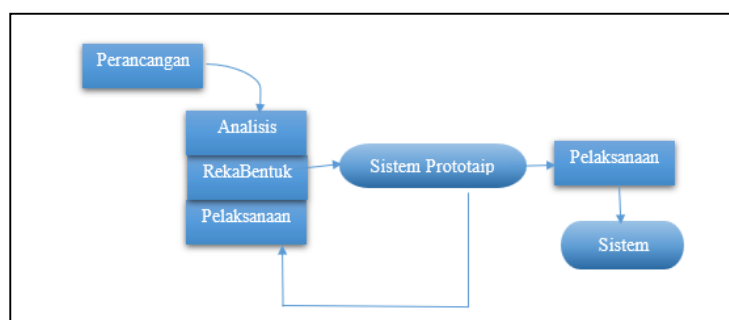 Perancangan
Analisis
RekaBentuk
Pelaksanaan
Sistem Prototaip
Pelaksanaan
Sistem